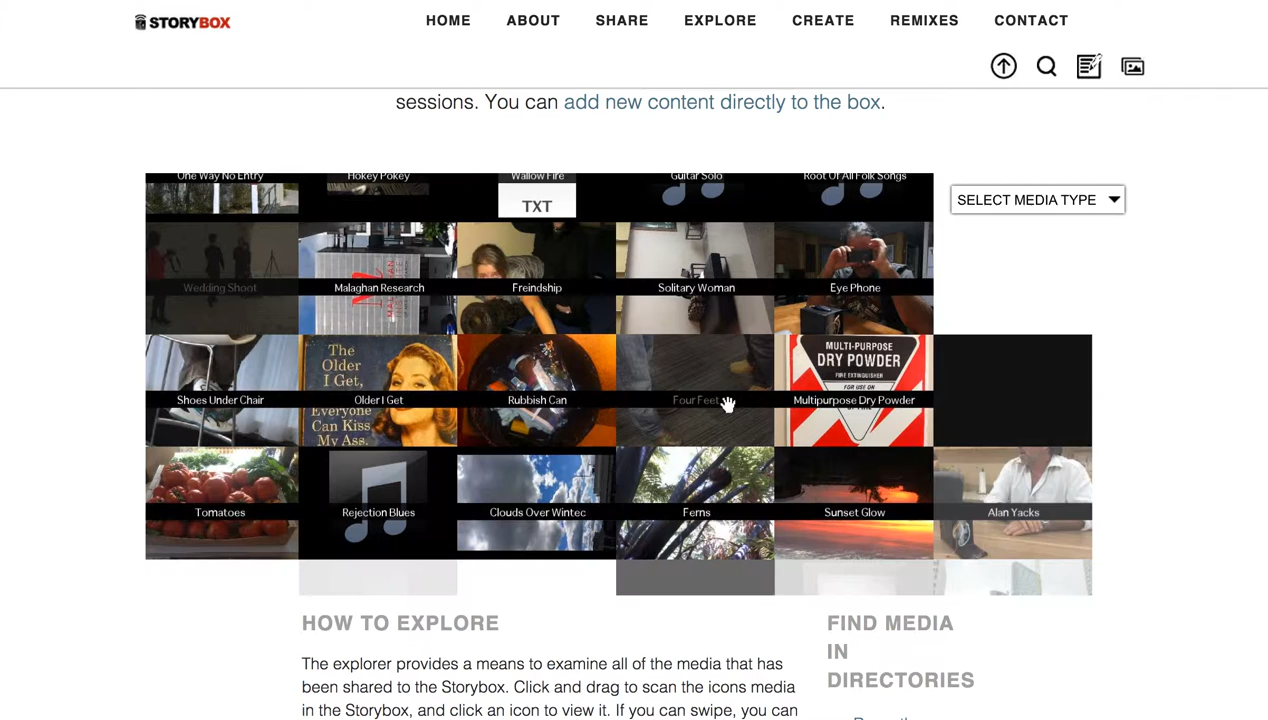 STORYBOX
HOME ABOUT SHARE EXPLORE CREATE REMIXES CONTACT
sessions. You can add new content directly to the box.
One Way No Entry Hokey Pokey Wallow Fire Guitar Solo Root Of All Folk Songs
TXT
SELECT MEDIA TYPE
Wedding Shoot Malaghan Research Freindship Solitary Woman Eye Phone
MALAGHAN
The
Older
I Get,
Everyone
Can Kiss
My Ass.
MULTI-PURPOSE
DRY POWDER
FIRE EXTINGUISHER
FOR USE ON
Shoes Under Chair Older I Get Rubbish Can Four Feet Multipurpose Dry Powder
Tomatoes Rejection Blues Clouds Over Wintec Ferns Sunset Glow Alan Yacks
HOW TO EXPLORE
The explorer provides a means to examine all of the media that has
been shared to the Storybox. Click and drag to scan the icons media
in the Storybox, and click an icon to view it. If you can swipe, you can
FIND MEDIA
IN
DIRECTORIES